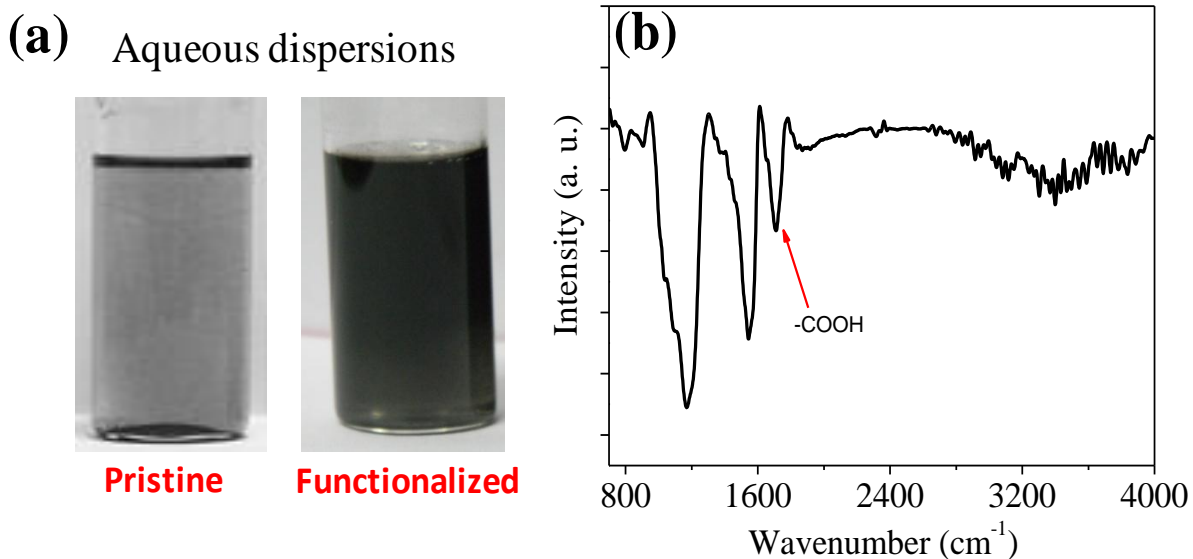 (a)
Aqueous dispersions
Pristine
Functionalized
(b)
Intensity (a. u.)
-COOH
800 1600 2400 3200 4000
Wavenumber (cm⁻¹)